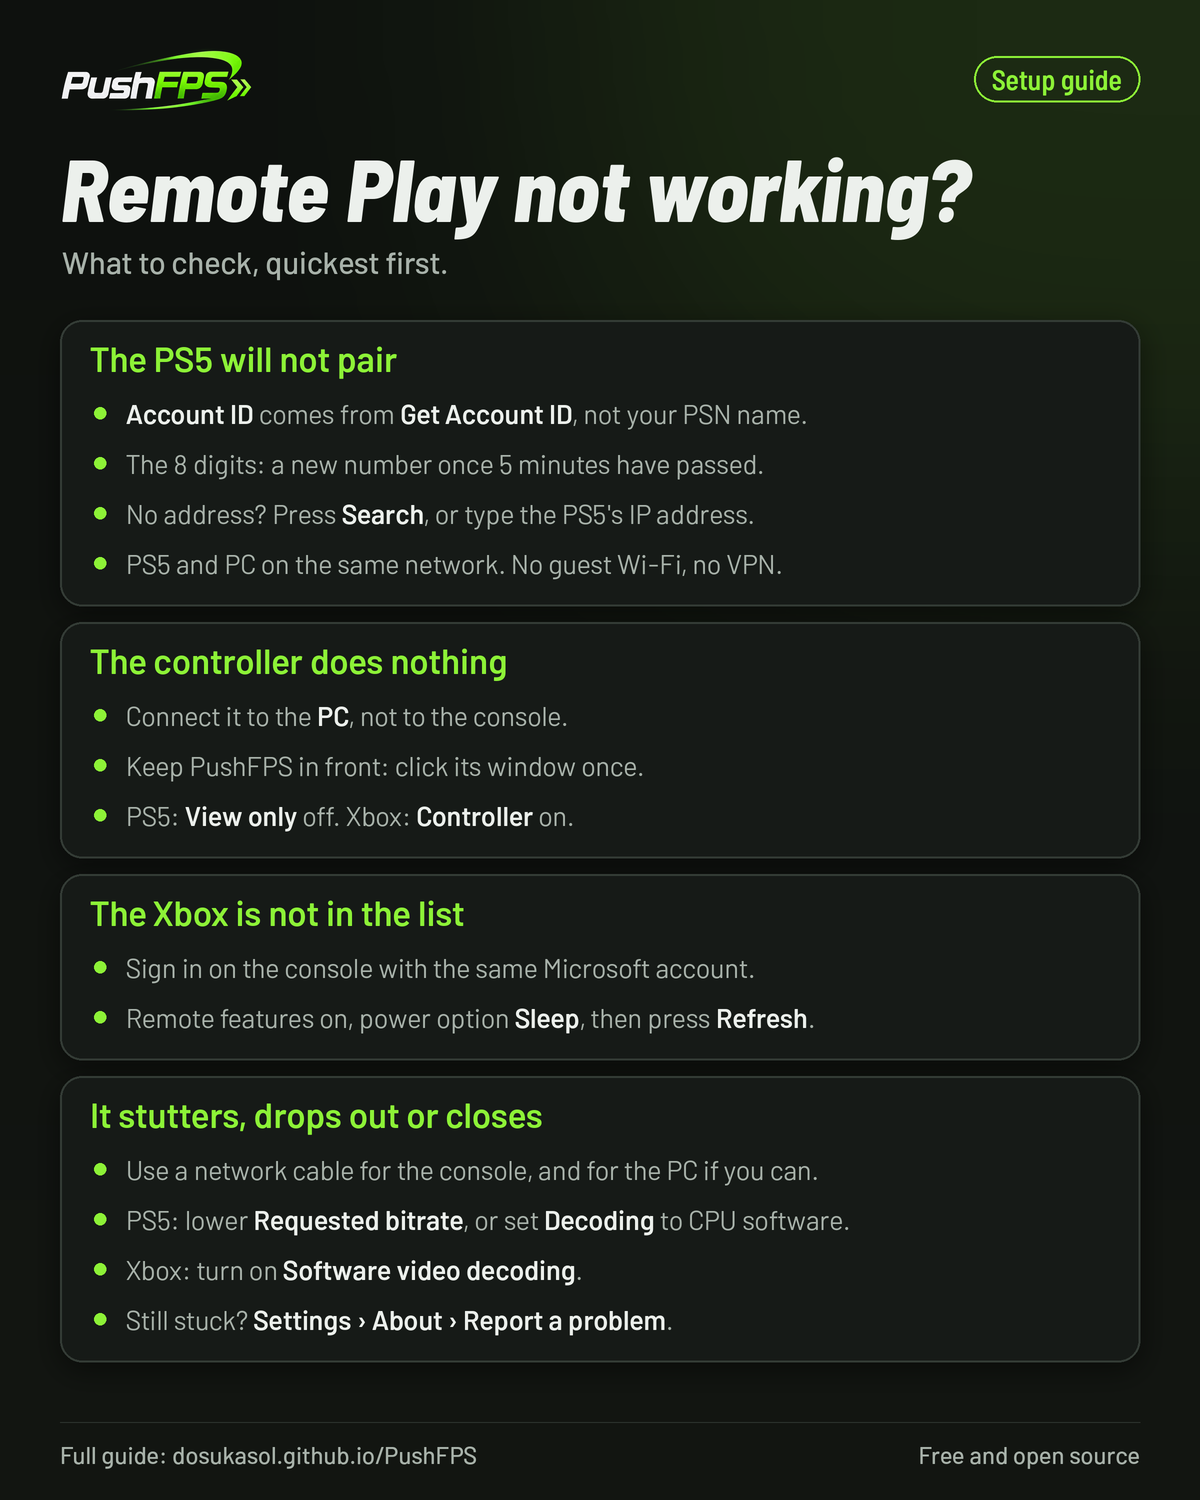 PushFPS
Setup guide
Remote Play not working?
What to check, quickest first.
The PS5 will not pair
Account ID comes from Get Account ID, not your PSN name.
The 8 digits: a new number once 5 minutes have passed.
No address? Press Search, or type the PS5's IP address.
PS5 and PC on the same network. No guest Wi-Fi, no VPN.
The controller does nothing
Connect it to the PC, not to the console.
Keep PushFPS in front: click its window once.
PS5: View only off. Xbox: Controller on.
The Xbox is not in the list
Sign in on the console with the same Microsoft account.
Remote features on, power option Sleep, then press Refresh.
It stutters, drops out or closes
Use a network cable for the console, and for the PC if you can.
PS5: lower Requested bitrate, or set Decoding to CPU software.
Xbox: turn on Software video decoding.
Still stuck? Settings › About › Report a problem.
Full guide: dosukasol.github.io/PushFPS
Free and open source